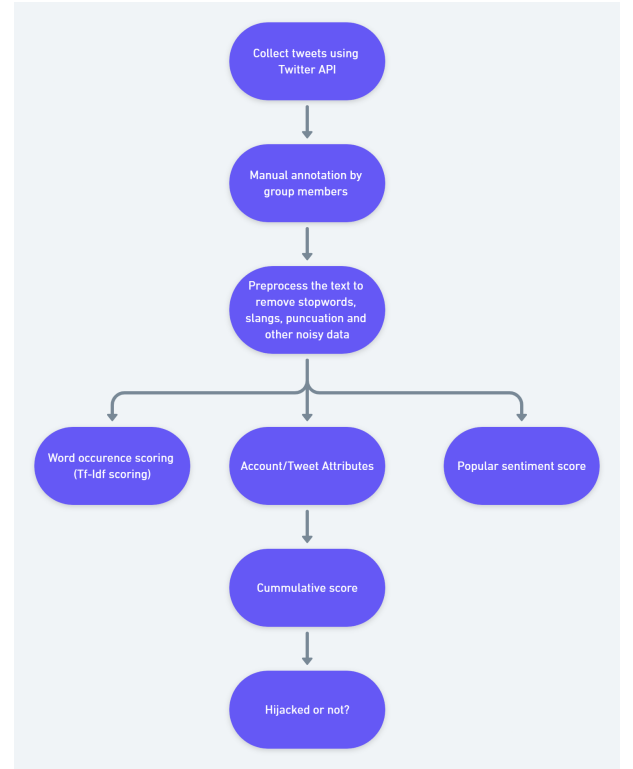 Collect tweets using
Twitter API
Manual annotation by
group members
Preprocess the text to
remove stopwords,
slangs, puncuation and
other noisy data
Word occurence scoring
(Tf-Idf scoring)
Account/Tweet Attributes
Popular sentiment score
Cummulative score
Hijacked or not?